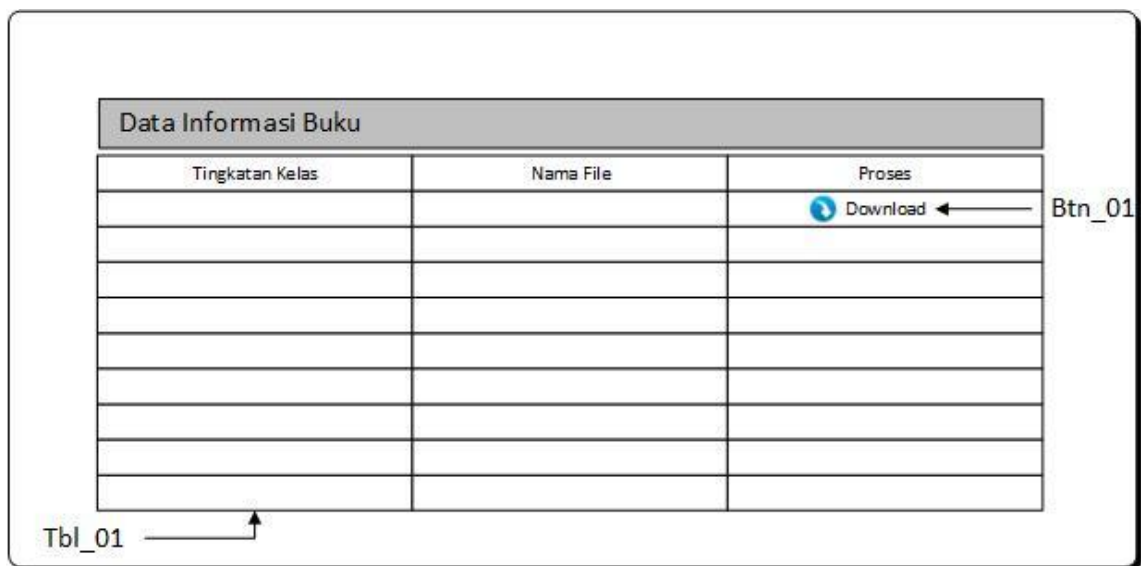 Data Informasi Buku
Tingkatan Kelas Nama File Proses
Download Btn_01
Tbl_01